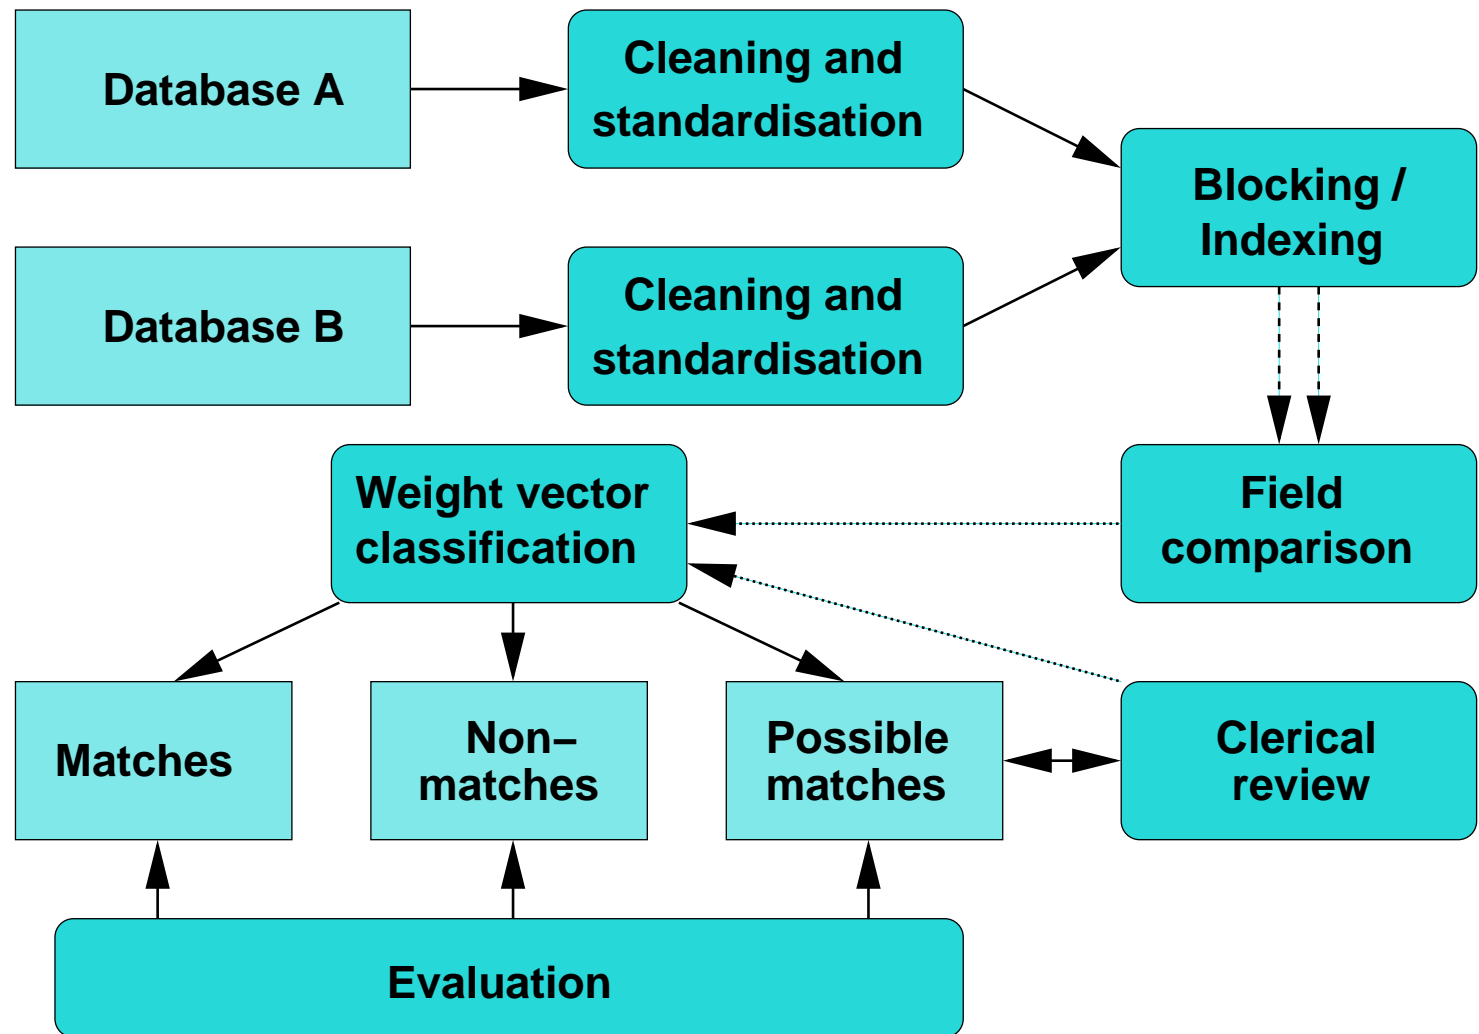 Database A
Cleaning and
standardisation
Blocking /
Indexing
Database B
Cleaning and
standardisation
Weight vector
classification
Field
comparison
Matches
Non–
matches
Possible
matches
Clerical
review
Evaluation